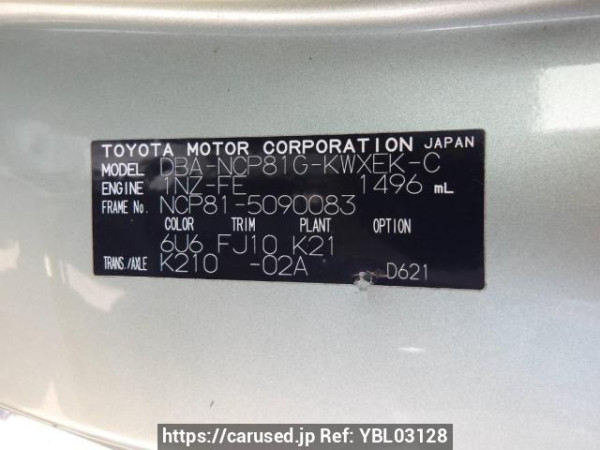 TOYOTA MOTOR CORPORATION JAPAN
MODEL DBA-NCP81G-KWXEK-C
ENGINE 1NZ-FE 1496 mL
FRAME No. NCP81-5090083
COLOR TRIM PLANT OPTION
6U6 FJ10 K21
TRANS./AXLE K210 -02A D621
https://carused.jp Ref: YBL03128